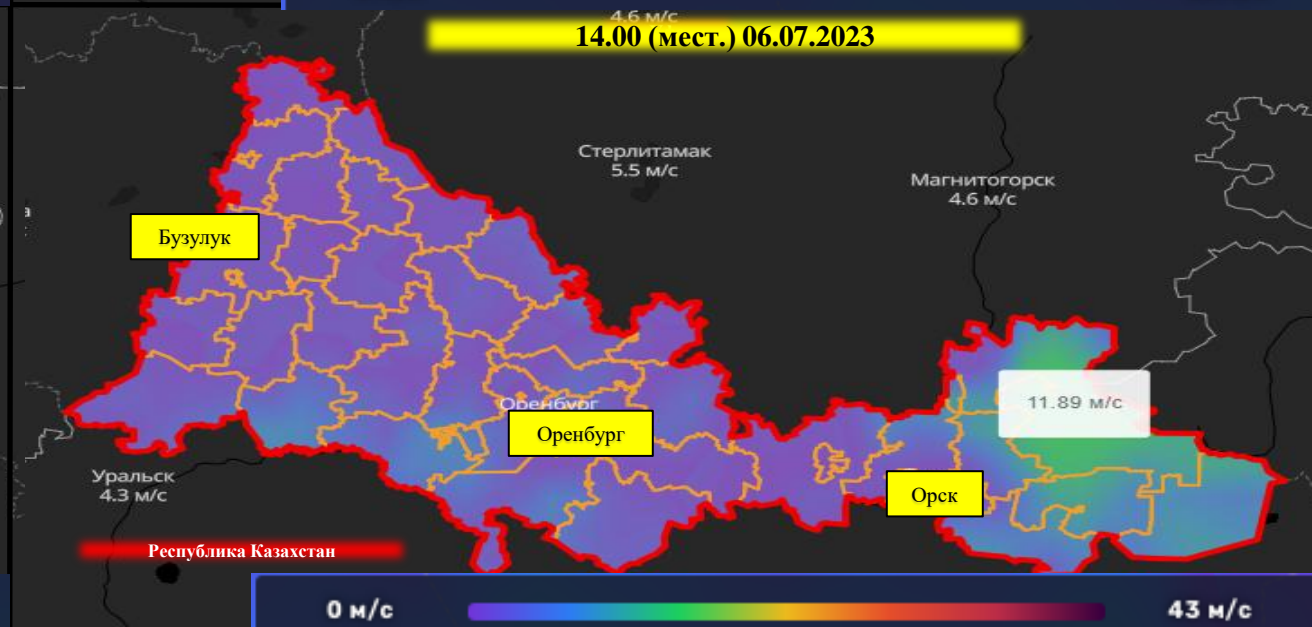 4.6 м/с
14.00 (мест.) 06.07.2023
Стерлитамак
5.5 м/с
Магнитогорск
4.6 м/с
а
Бузулук
11.89 м/с
Оренбург
Оренбург
Уральск
4.3 м/с
Орск
Республика Казахстан
0 м/с
43 м/с